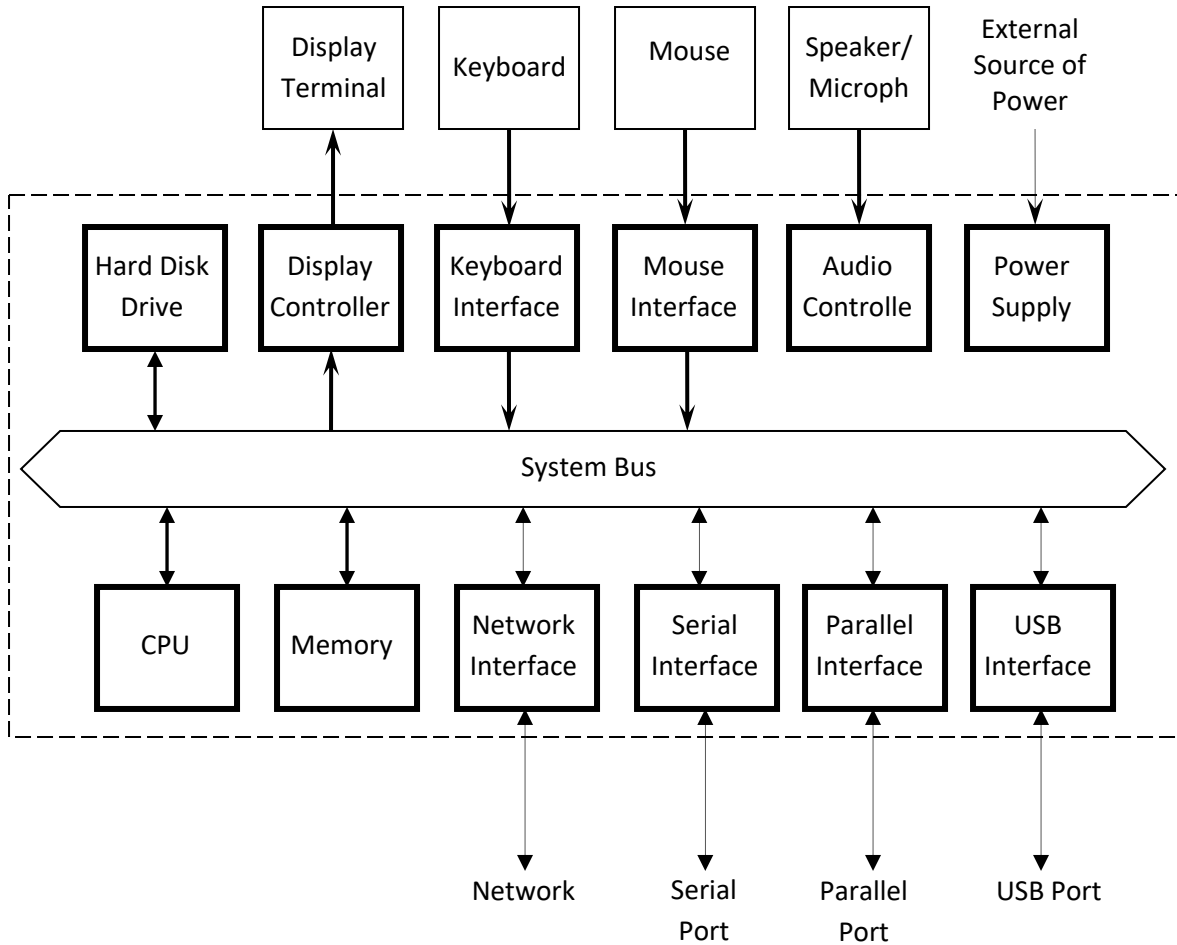 Display
Terminal
Keyboard
Mouse
Speaker/
Microph
External
Source of
Power
Hard Disk
Drive
Display
Controller
Keyboard
Interface
Mouse
Interface
Audio
Controlle
Power
Supply
System Bus
CPU
Memory
Network
Interface
Serial
Interface
Parallel
Interface
USB
Interface
Network
Serial
Port
Parallel
Port
USB Port